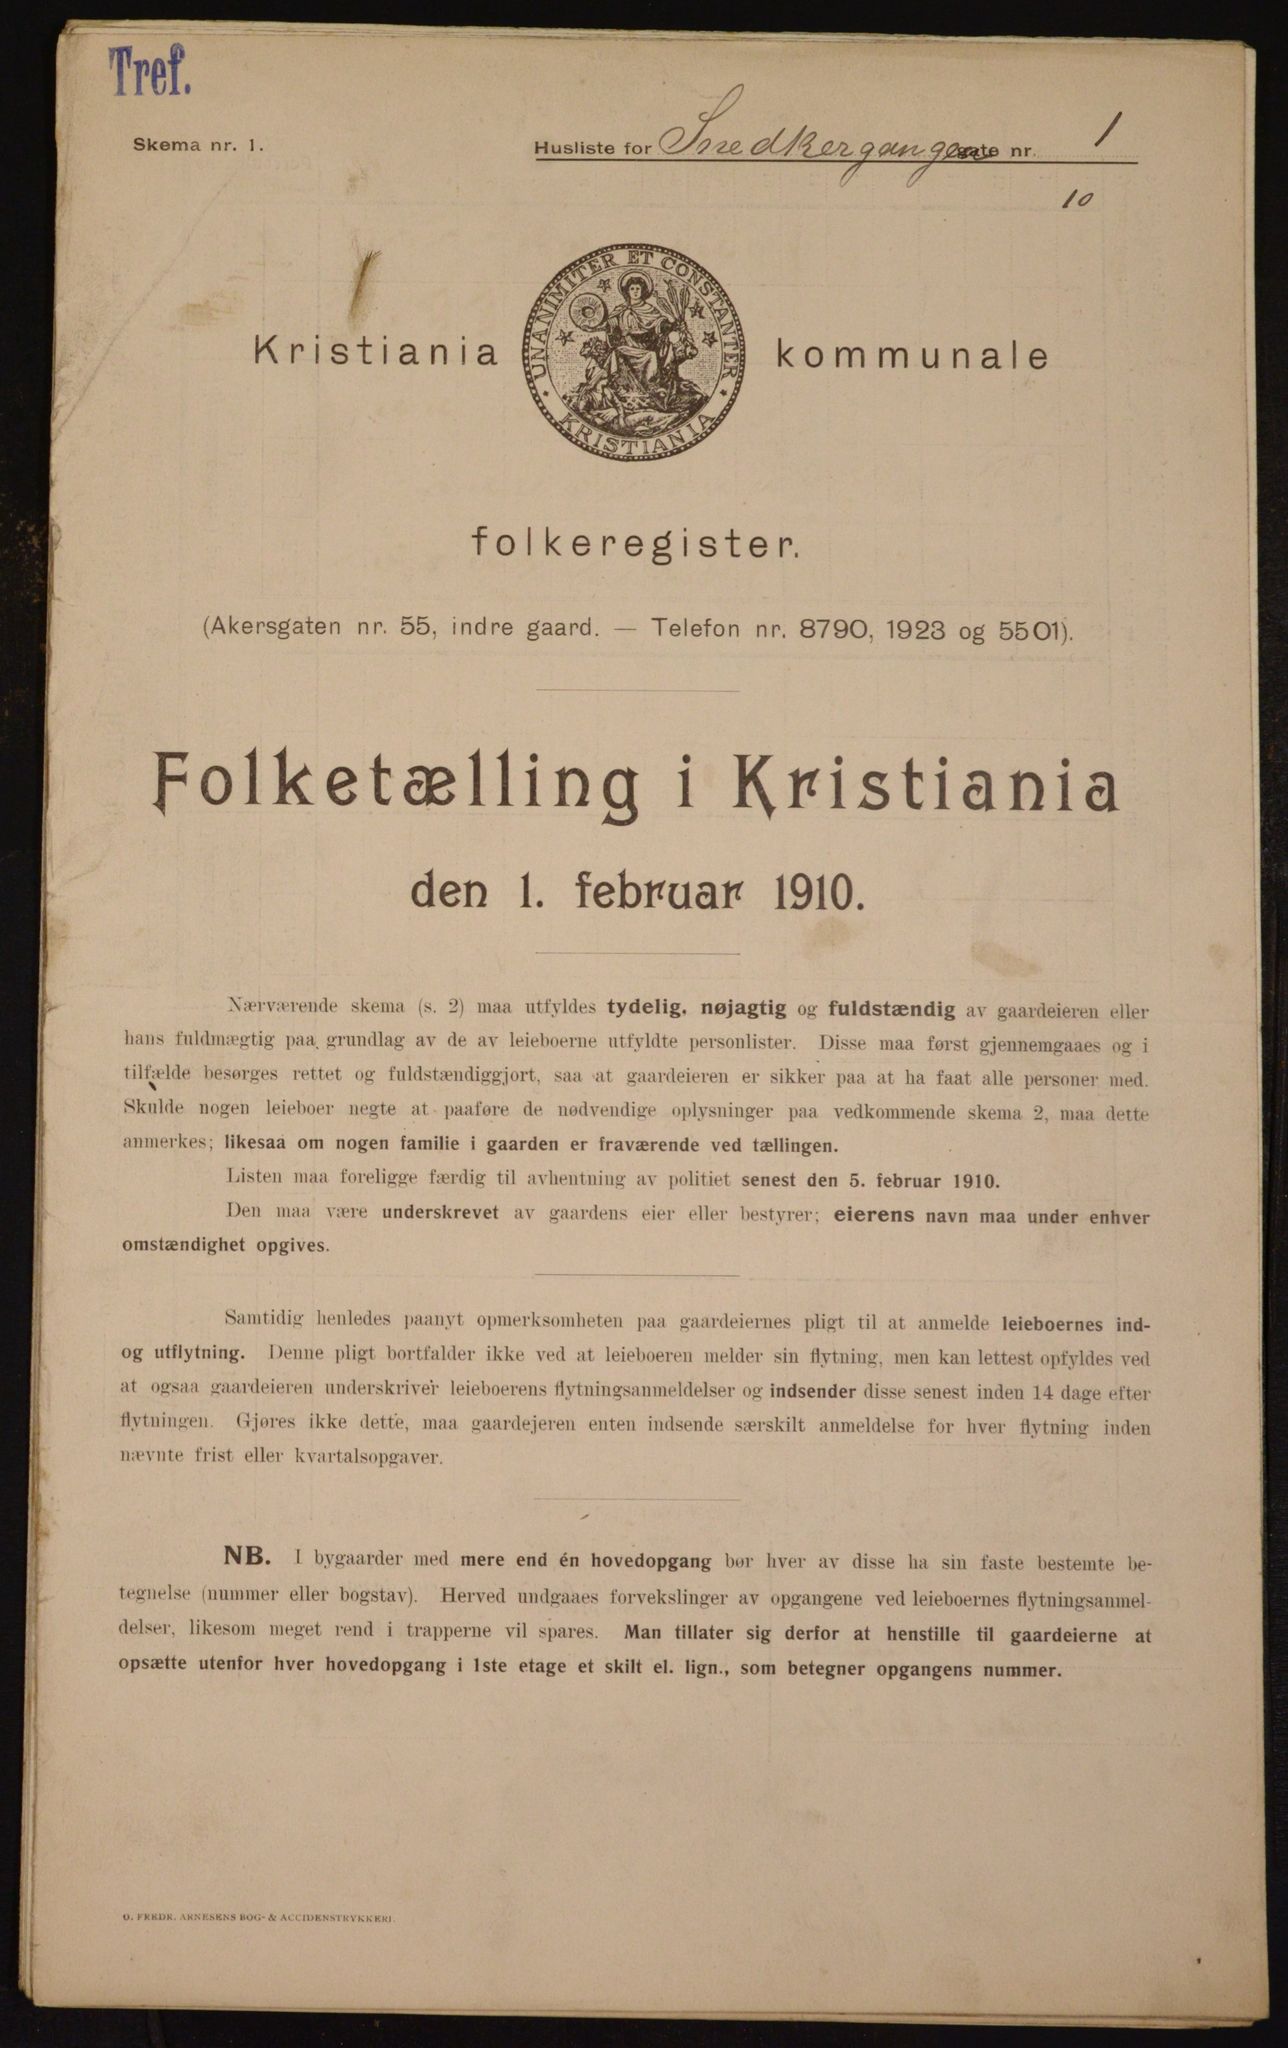 Tref.
Skema nr. 1.
Husliste for Snedkergangen gate nr. 1
10
UNANIMITER ET CONSTANTER
KRISTIANIA
Kristiania kommunale
folkeregister.
(Akersgaten nr. 55, indre gaard. — Telefon nr. 8790, 1923 og 5501).
Folketælling i Kristiania
den 1. februar 1910.
Nærværende skema (s. 2) maa utfyldes tydelig, nøjagtig og fuldstændig av gaardeieren eller
hans fuldmægtig paa grundlag av de av leieboerne utfyldte personlister. Disse maa først gjennemgaaes og i
tilfælde besørges rettet og fuldstændiggjort, saa at gaardeieren er sikker paa at ha faat alle personer med.
Skulde nogen leieboer negte at paaføre de nødvendige oplysninger paa vedkommende skema 2, maa dette
anmerkes; likesaa om nogen familie i gaarden er fraværende ved tællingen.
Listen maa foreligge færdig til avhentning av politiet senest den 5. februar 1910.
Den maa være underskrevet av gaardens eier eller bestyrer; eierens navn maa under enhver
omstændighet opgives.
Samtidig henledes paanyt opmerksomheten paa gaardeiernes pligt til at anmelde leieboernes ind-
og utflytning. Denne pligt bortfalder ikke ved at leieboeren melder sin flytning, men kan lettest opfyldes ved
at ogsaa gaardeieren underskriver leieboerens flytningsanmeldelser og indsender disse senest inden 14 dage efter
flytningen. Gjøres ikke dette, maa gaardejeren enten indsende særskilt anmeldelse for hver flytning inden
nævnte frist eller kvartalsopgaver.
NB. I bygaarder med mere end én hovedopgang bør hver av disse ha sin faste bestemte be-
tegnelse (nummer eller bogstav). Herved undgaaes forvekslinger av opgangene ved leieboernes flytningsanmel-
delser, likesom meget rend i trapperne vil spares. Man tillater sig derfor at henstille til gaardeierne at
opsætte utenfor hver hovedopgang i 1ste etage et skilt el. lign., som betegner opgangens nummer.
O. FREDR. ARNESENS BOG- & ACCIDENSTRYKKERI.